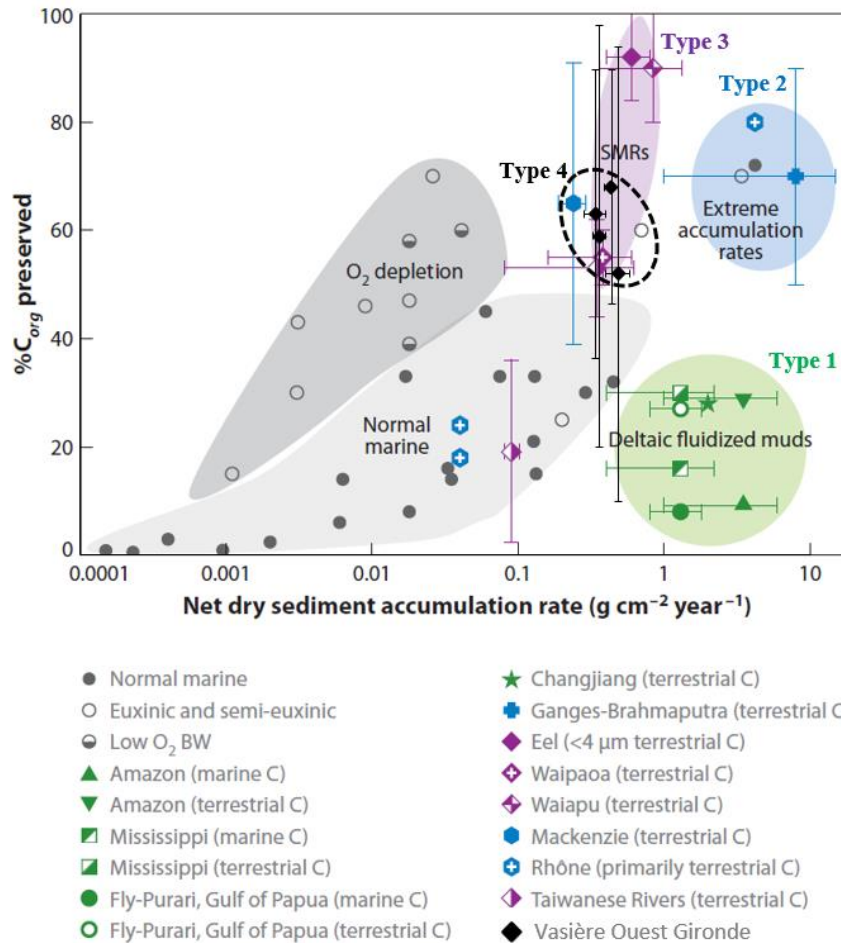 100
80
60
40
20
0
%Corg preserved
Type 3
Type 2
SMRs
Type 4
Extreme
accumulation
rates
O2 depletion
Type 1
Normal
marine
Deltaic fluidized muds
0.0001 0.001 0.01 0.1 1 10
Net dry sediment accumulation rate (g cm−2 year−1)
Normal marine
Euxinic and semi-euxinic
Low O2 BW
Amazon (marine C)
Amazon (terrestrial C)
Mississippi (marine C)
Mississippi (terrestrial C)
Fly-Purari, Gulf of Papua (marine C)
Fly-Purari, Gulf of Papua (terrestrial C)
Changjiang (terrestrial C)
Ganges-Brahmaputra (terrestrial C
Eel (<4 µm terrestrial C)
Waipaoa (terrestrial C)
Waiapu (terrestrial C)
Mackenzie (terrestrial C)
Rhône (primarily terrestrial C)
Taiwanese Rivers (terrestrial C)
Vasière Ouest Gironde